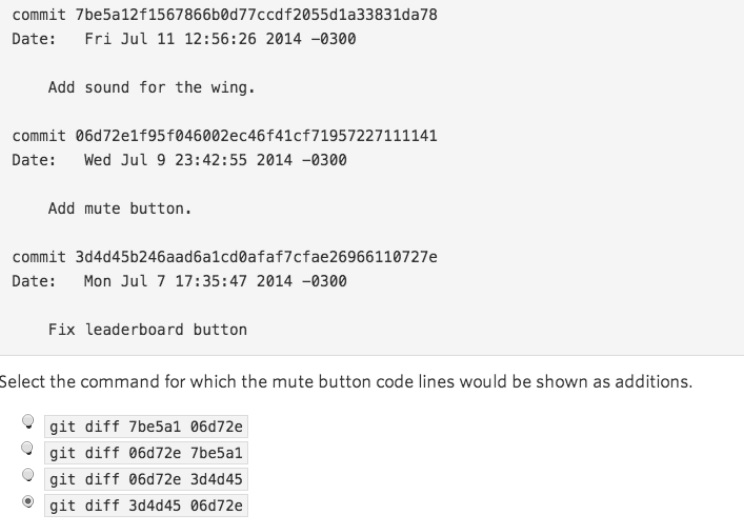 commit 7be5a12f1567866b0d77ccdf2055d1a33831da78
Date:   Fri Jul 11 12:56:26 2014 -0300
Add sound for the wing.
commit 06d72e1f95f046002ec46f41cf71957227111141
Date:   Wed Jul 9 23:42:55 2014 -0300
Add mute button.
commit 3d4d45b246aad6a1cd0afaf7cfae26966110727e
Date:   Mon Jul 7 17:35:47 2014 -0300
Fix leaderboard button
Select the command for which the mute button code lines would be shown as additions.
git diff 7be5a1 06d72e
git diff 06d72e 7be5a1
git diff 06d72e 3d4d45
git diff 3d4d45 06d72e